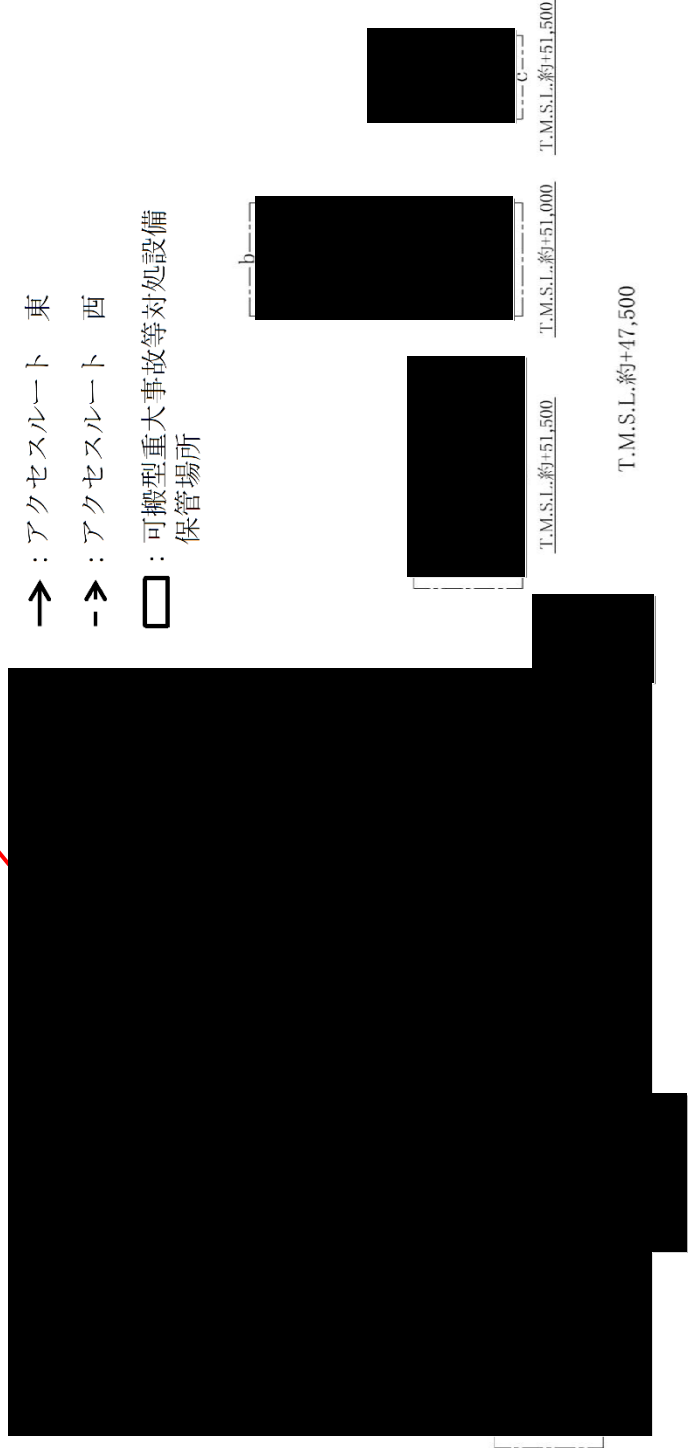 →：アクセスルート　東
⇢：アクセスルート　西
▭：可搬型重大事故等対処設備
保管場所
b
c
T.M.S.L.約+51,500
T.M.S.L.約+51,000
T.M.S.L.約+51,500
T.M.S.L.約+47,500